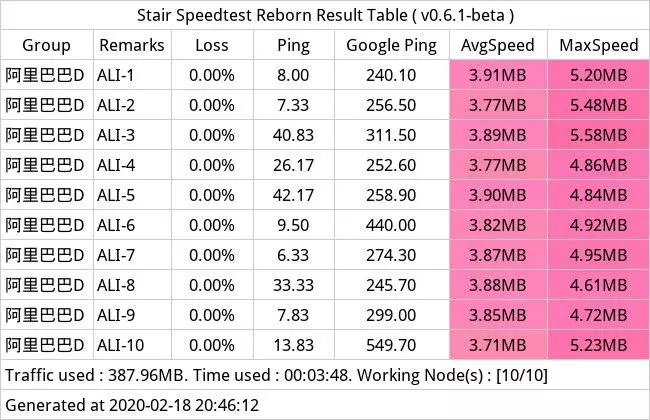 Stair Speedtest Reborn Result Table ( v0.6.1-beta )
Group Remarks Loss Ping Google Ping AvgSpeed MaxSpeed
阿里巴巴D ALI-1 0.00% 8.00 240.10 3.91MB 5.20MB
阿里巴巴D ALI-2 0.00% 7.33 256.50 3.77MB 5.48MB
阿里巴巴D ALI-3 0.00% 40.83 311.50 3.89MB 5.58MB
阿里巴巴D ALI-4 0.00% 26.17 252.60 3.77MB 4.86MB
阿里巴巴D ALI-5 0.00% 42.17 258.90 3.90MB 4.84MB
阿里巴巴D ALI-6 0.00% 9.50 440.00 3.82MB 4.92MB
阿里巴巴D ALI-7 0.00% 6.33 274.30 3.87MB 4.95MB
阿里巴巴D ALI-8 0.00% 33.33 245.70 3.88MB 4.61MB
阿里巴巴D ALI-9 0.00% 7.83 299.00 3.85MB 4.72MB
阿里巴巴D ALI-10 0.00% 13.83 549.70 3.71MB 5.23MB
Traffic used : 387.96MB. Time used : 00:03:48. Working Node(s) : [10/10]
Generated at 2020-02-18 20:46:12